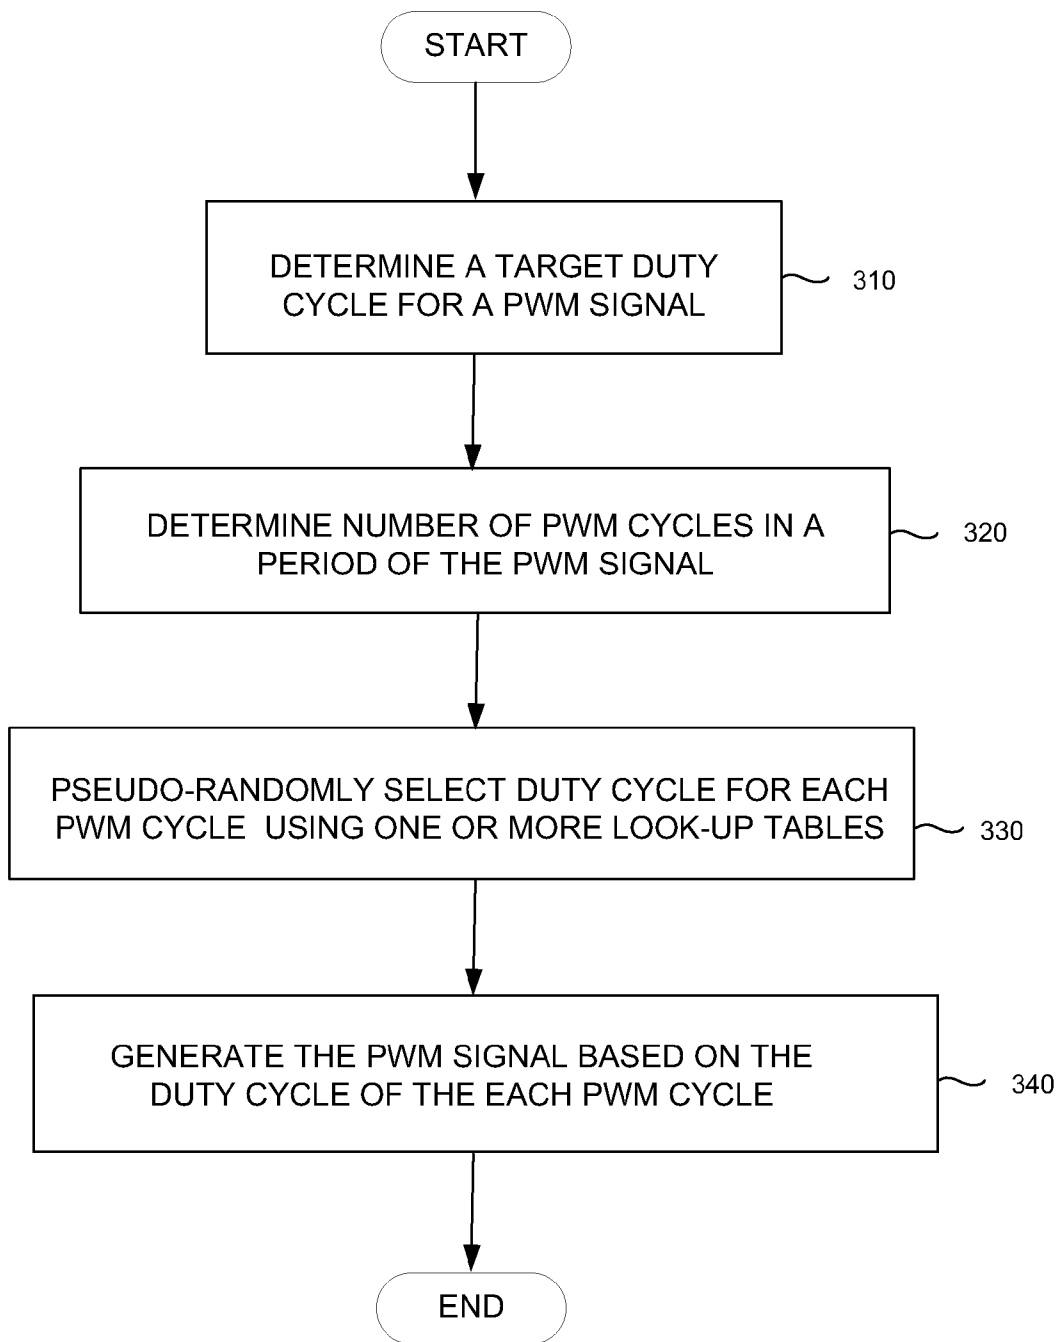 START
DETERMINE A TARGET DUTY
CYCLE FOR A PWM SIGNAL
310
DETERMINE NUMBER OF PWM CYCLES IN A
PERIOD OF THE PWM SIGNAL
320
PSEUDO-RANDOMLY SELECT DUTY CYCLE FOR EACH
PWM CYCLE USING ONE OR MORE LOOK-UP TABLES
330
GENERATE THE PWM SIGNAL BASED ON THE
DUTY CYCLE OF THE EACH PWM CYCLE
340
END